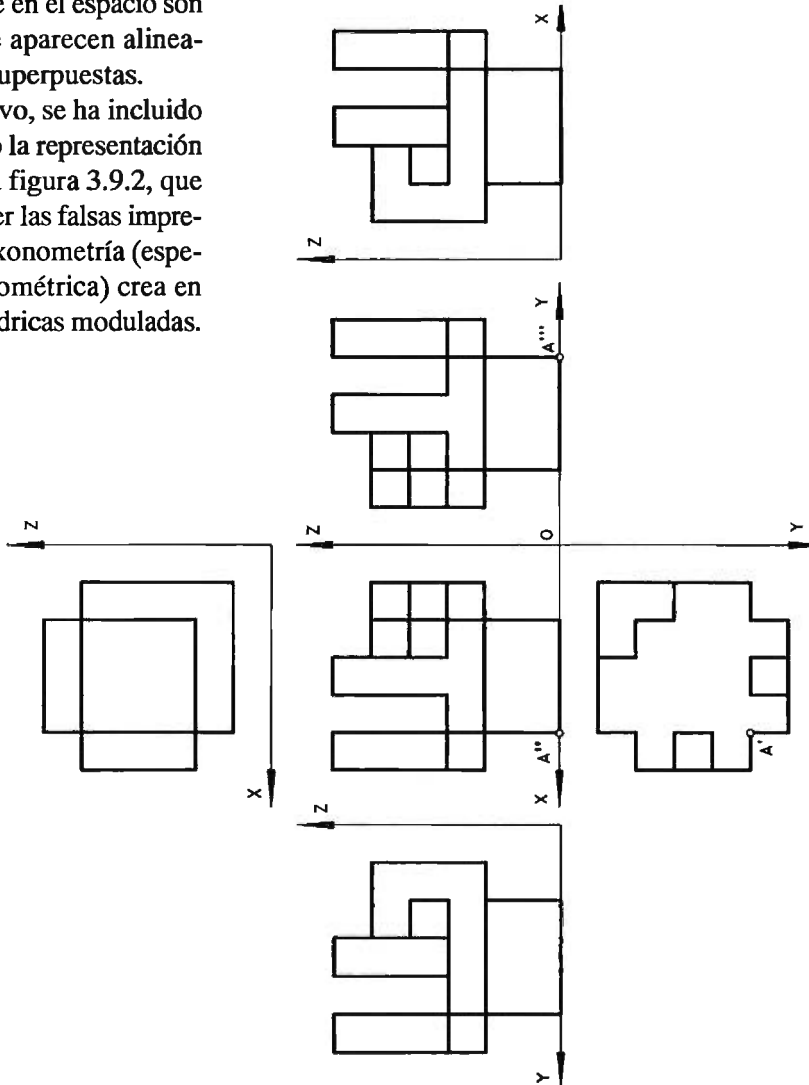 e en el espacio son
e aparecen alinea-
uperpuestas.
vo, se ha incluido
o la representación
a figura 3.9.2, que
er las falsas impre-
xonometría (espe-
ométrica) crea en
dricas moduladas.
X
Z
Y
A'''
Z
Z
O
Y
X
A''
X
A'
Z
Y